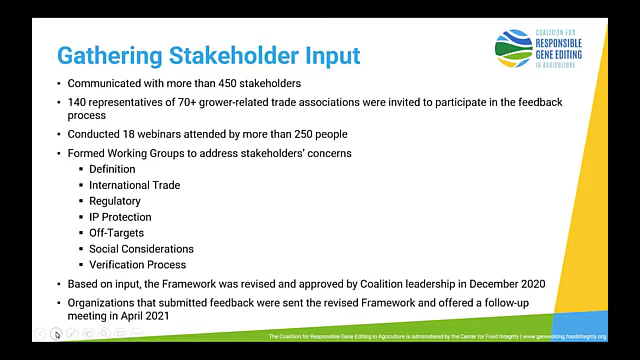 COALITION FOR
RESPONSIBLE
GENE EDITING
IN AGRICULTURE
Gathering Stakeholder Input
• Communicated with more than 450 stakeholders
• 140 representatives of 70+ grower-related trade associations were invited to participate in the feedback
process
• Conducted 18 webinars attended by more than 250 people
• Formed Working Groups to address stakeholders' concerns
▪ Definition
▪ International Trade
▪ Regulatory
▪ IP Protection
▪ Off-Targets
▪ Social Considerations
▪ Verification Process
• Based on input, the Framework was revised and approved by Coalition leadership in December 2020
• Organizations that submitted feedback were sent the revised Framework and offered a follow-up
meeting in April 2021
The Coalition for Responsible Gene Editing in Agriculture is administered by the Center for Food Integrity | www.geneediting.foodintegrity.org